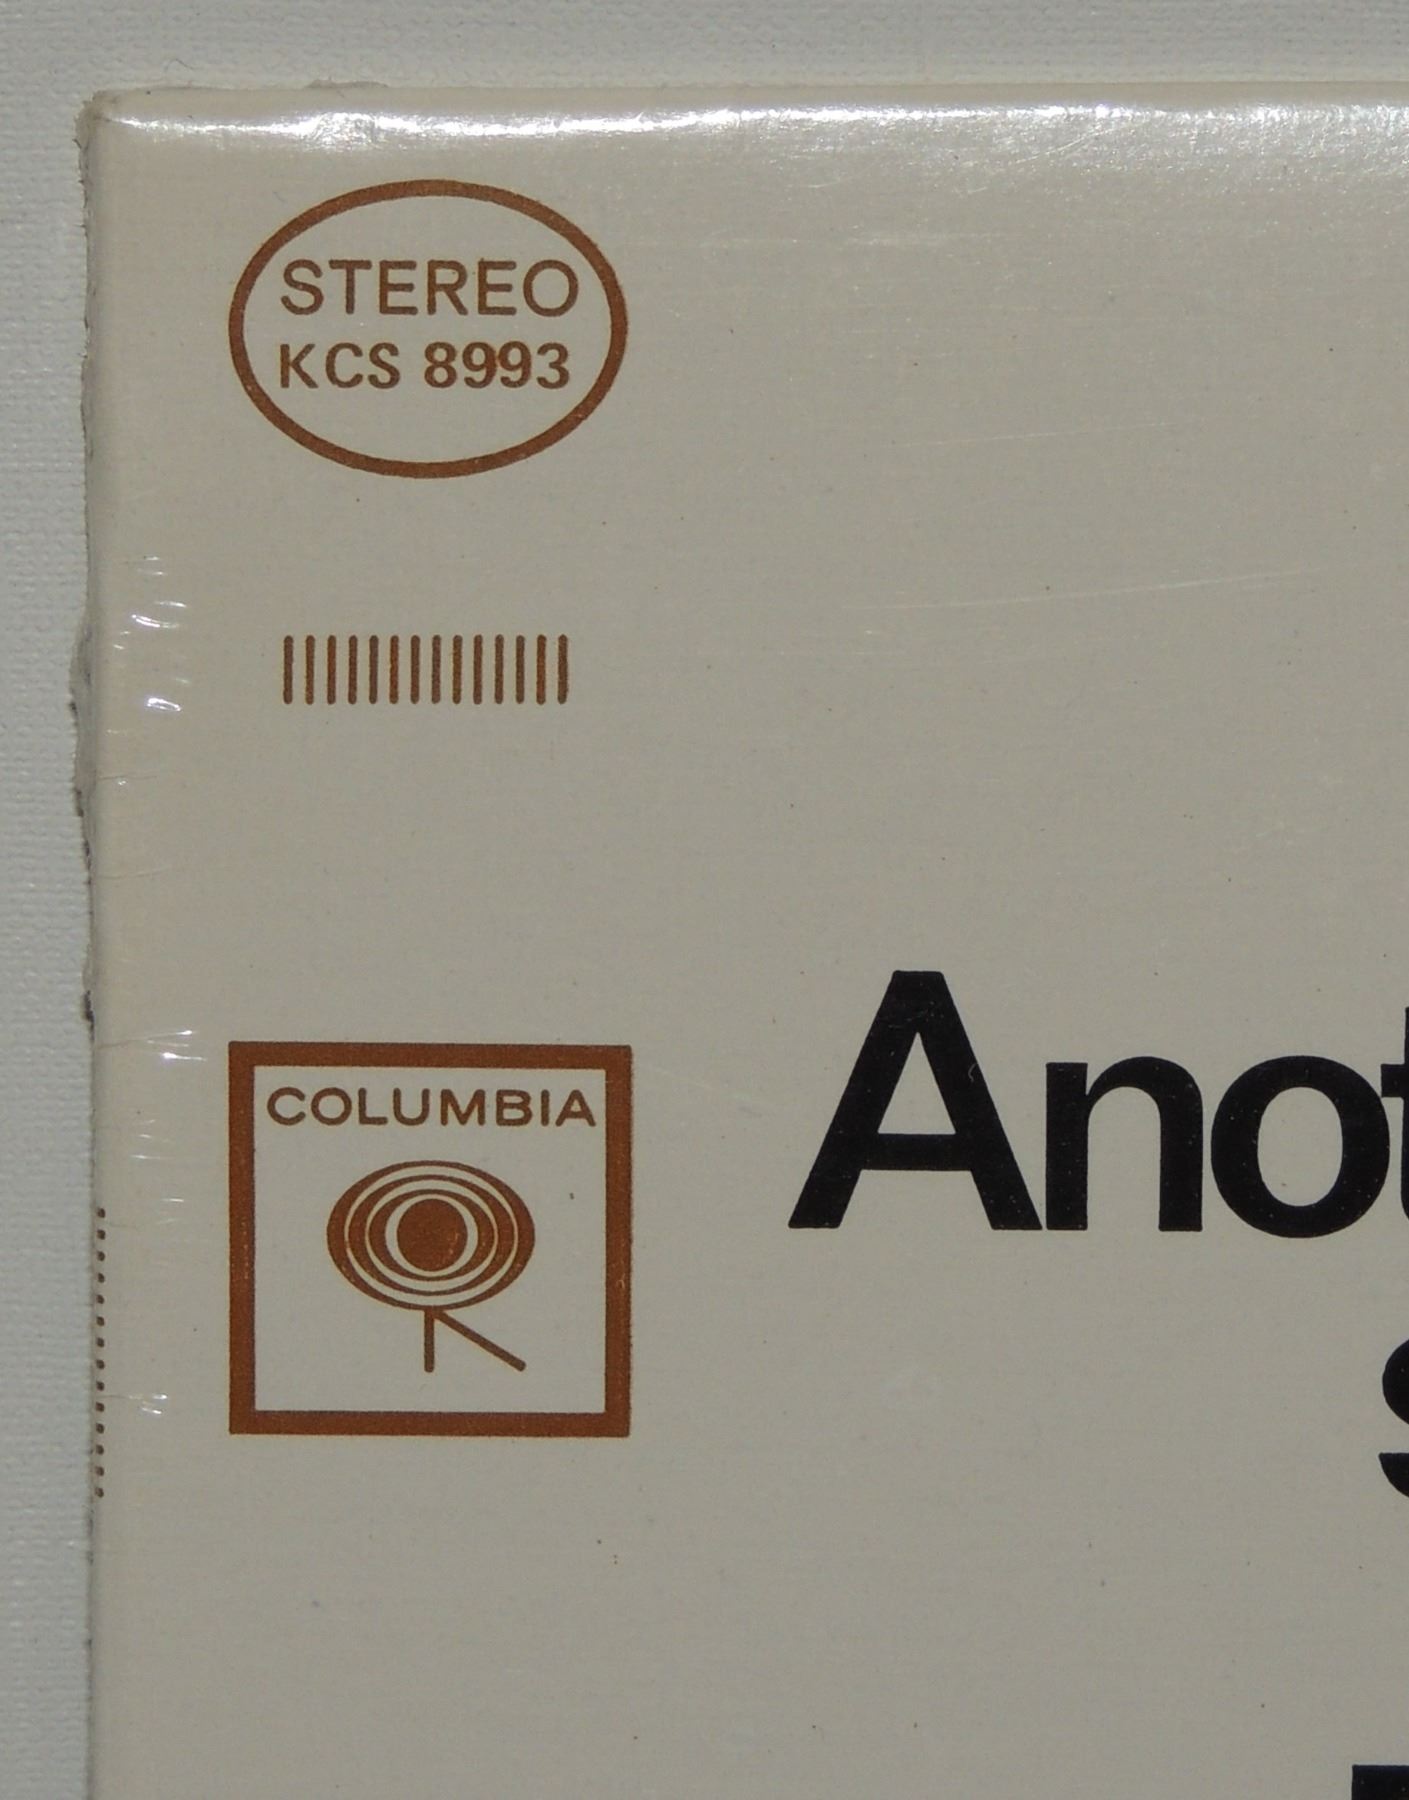 STEREO
KCS 8993
COLUMBIA
Anot